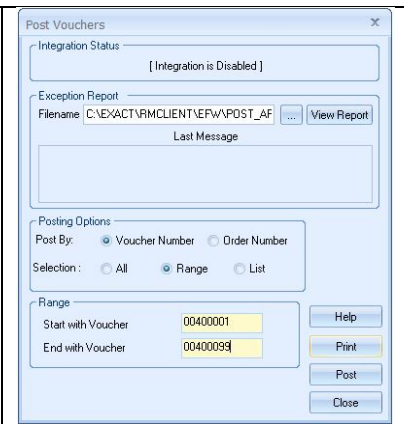 Post Vouchers x
Integration Status
[ Integration is Disabled ]
Exception Report
Filename C:\EXACT\RMCLIENT\EFW\POST_AF ... View Report
Last Message
Posting Options
Post By: Voucher Number Order Number
Selection : All Range List
Range
Start with Voucher 00400001
End with Voucher 00400099
Help
Print
Post
Close